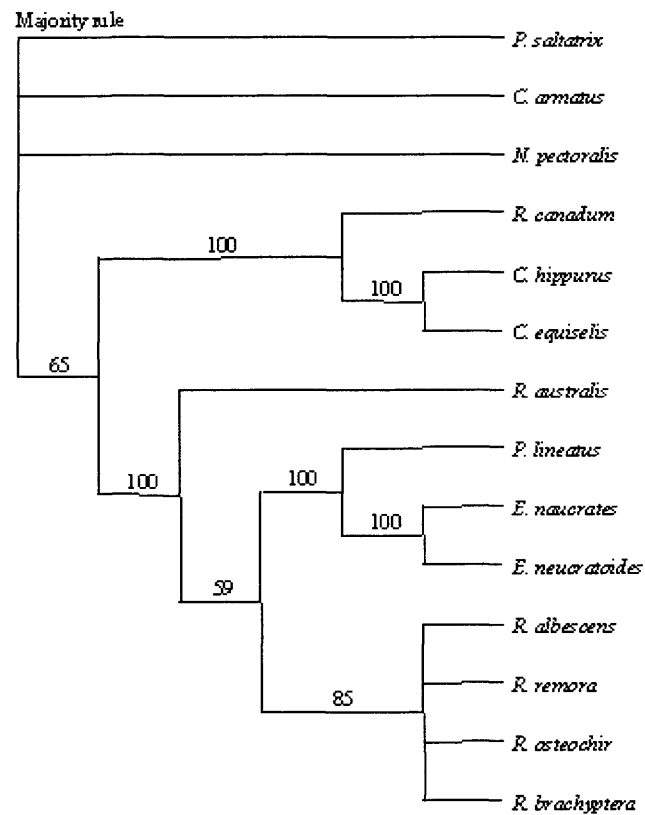 Majority rule
P. saltatrix
C. armatus
N. pectoralis
R. canadum
100
C. hippurus
100
C. equiselis
65
R. australis
P. lineatus
100
100
E. naucrates
100
E. neucratoides
59
R. albescens
R. remora
85
R. osteochir
R. brachyptera